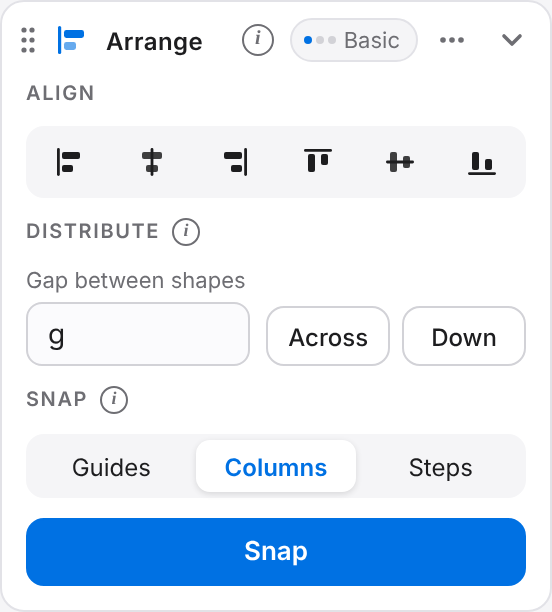 Arrange
i
Basic
ALIGN
DISTRIBUTE i
Gap between shapes
g
Across
Down
SNAP i
Guides
Columns
Steps
Snap